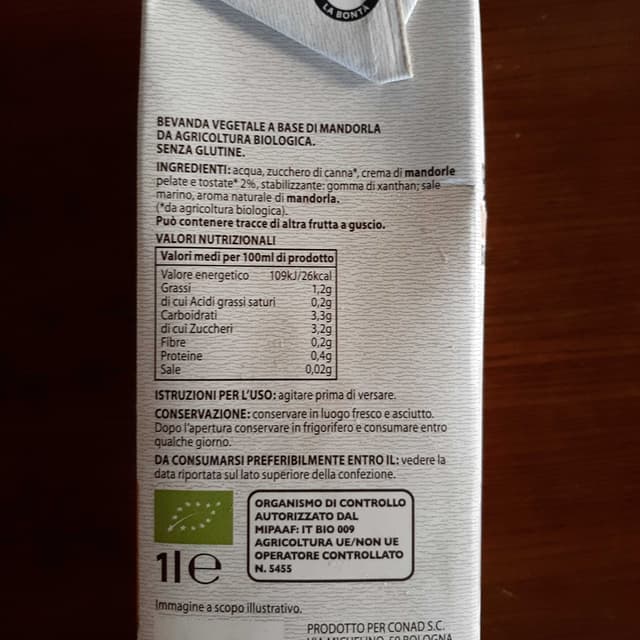 LA BONTÀ
BEVANDA VEGETALE A BASE DI MANDORLA
DA AGRICOLTURA BIOLOGICA.
SENZA GLUTINE.
INGREDIENTI: acqua, zucchero di canna*, crema di mandorle
pelate e tostate* 2%, stabilizzante: gomma di xanthan; sale
marino, aroma naturale di mandorla.
(*da agricoltura biologica).
Può contenere tracce di altra frutta a guscio.
VALORI NUTRIZIONALI
Valori medi per 100ml di prodotto
Valore energetico 109kJ/26kcal
Grassi 1,2g
di cui Acidi grassi saturi 0,2g
Carboidrati 3,3g
di cui Zuccheri 3,2g
Fibre 0,2g
Proteine 0,4g
Sale 0,02g
ISTRUZIONI PER L'USO: agitare prima di versare.
CONSERVAZIONE: conservare in luogo fresco e asciutto.
Dopo l'apertura conservare in frigorifero e consumare entro
qualche giorno.
DA CONSUMARSI PREFERIBILMENTE ENTRO IL: vedere la
data riportata sul lato superiore della confezione.
ORGANISMO DI CONTROLLO
AUTORIZZATO DAL
MIPAAF: IT BIO 009
AGRICOLTURA UE/NON UE
OPERATORE CONTROLLATO
N. 5455
1l e
Immagine a scopo illustrativo.
PRODOTTO PER CONAD S.C.
VIA MICHELINO, 59 BOLOGNA